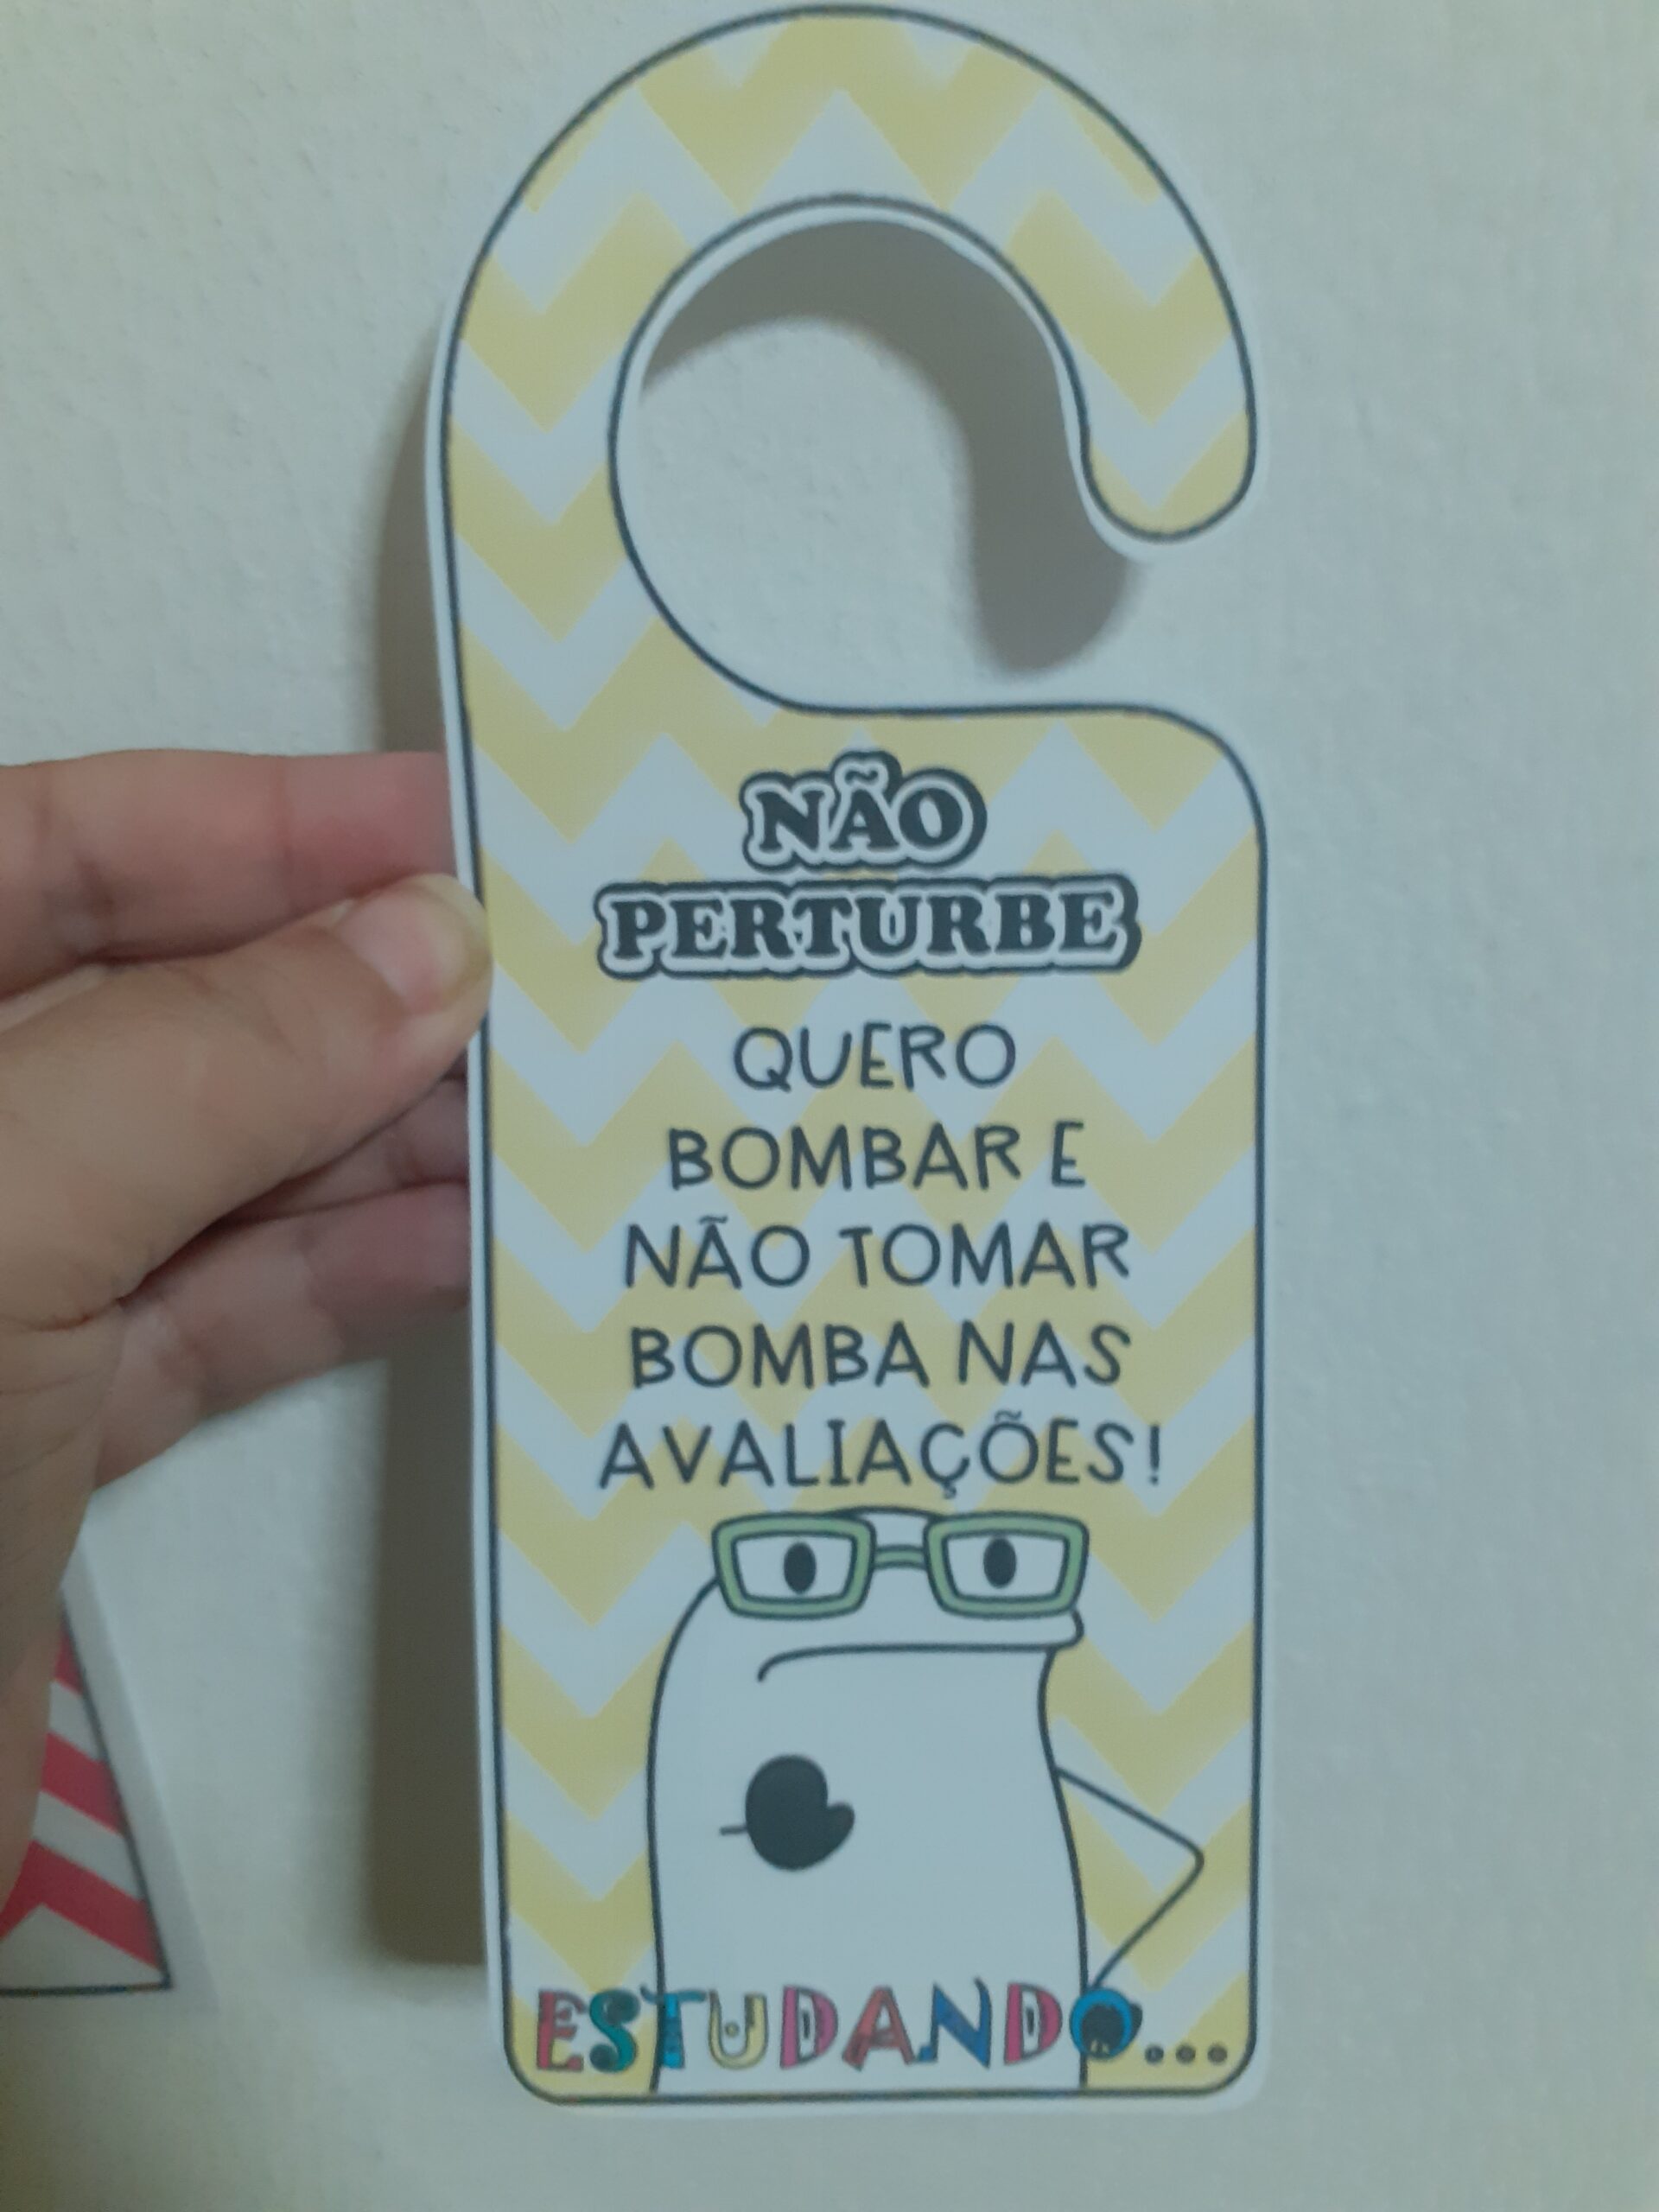 NÃO
PERTURBE
QUERO
BOMBAR E
NÃO TOMAR
BOMBA NAS
AVALIAÇÕES!
ESTUDANDO...